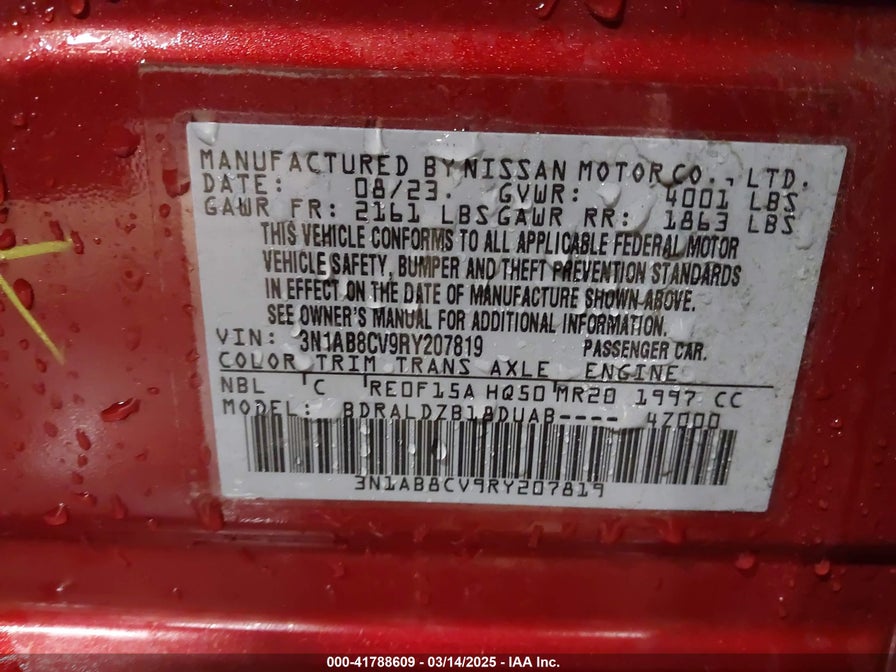 MANUFACTURED BY NISSAN MOTOR CO., LTD.
DATE: 08/23. GVWR: 4001 LBS
GAWR FR: 2161 LBS GAWR RR: 1863 LBS
THIS VEHICLE CONFORMS TO ALL APPLICABLE FEDERAL MOTOR
VEHICLE SAFETY, BUMPER AND THEFT PREVENTION STANDARDS
IN EFFECT ON THE DATE OF MANUFACTURE SHOWN ABOVE.
SEE OWNER'S MANUAL FOR ADDITIONAL INFORMATION.
VIN: 3N1AB8CV9RY207819 PASSENGER CAR.
COLOR TRIM TRANS AXLE ENGINE
NBL C RE0F15A HQ50 MR20 1997 CC
MODEL: BDRALDZB18DUAB---- 4Z000
3N1AB8CV9RY207819
000-41788609 - 03/14/2025 - IAA Inc.